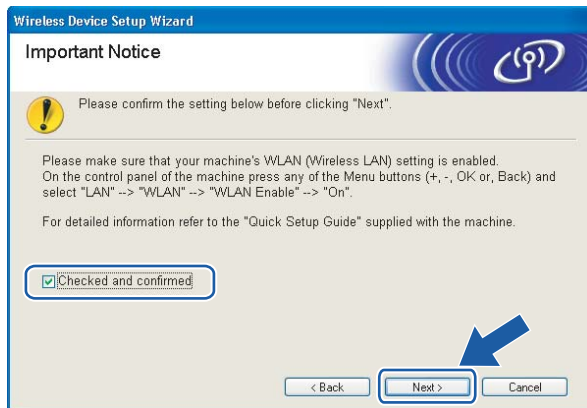 Wireless Device Setup Wizard
Important Notice
Please confirm the setting below before clicking "Next".
Please make sure that your machine's WLAN (Wireless LAN) setting is enabled.
On the control panel of the machine press any of the Menu buttons (+, -, OK or, Back) and
select "LAN" --> "WLAN" --> "WLAN Enable" --> "On".
For detailed information refer to the "Quick Setup Guide" supplied with the machine.
Checked and confirmed
< Back
Next >
Cancel